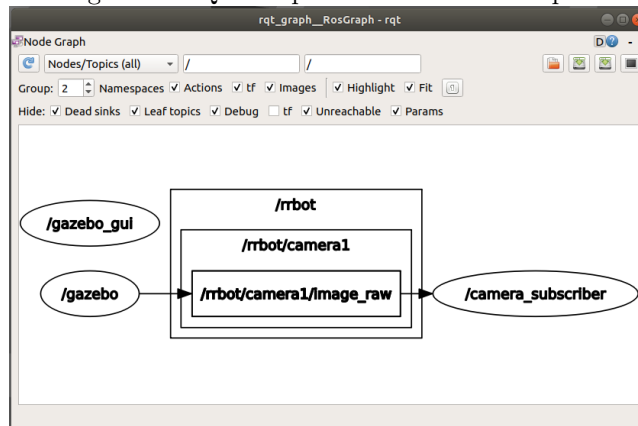 rqt_graph__RosGraph - rqt
Node Graph
D
-
Nodes/Topics (all)
/
/
Group: 2 Namespaces Actions tf Images Highlight Fit
Hide: Dead sinks Leaf topics Debug tf Unreachable Params
/rrbot
/gazebo_gui
/rrbot/camera1
/gazebo
/rrbot/camera1/image_raw
/camera_subscriber